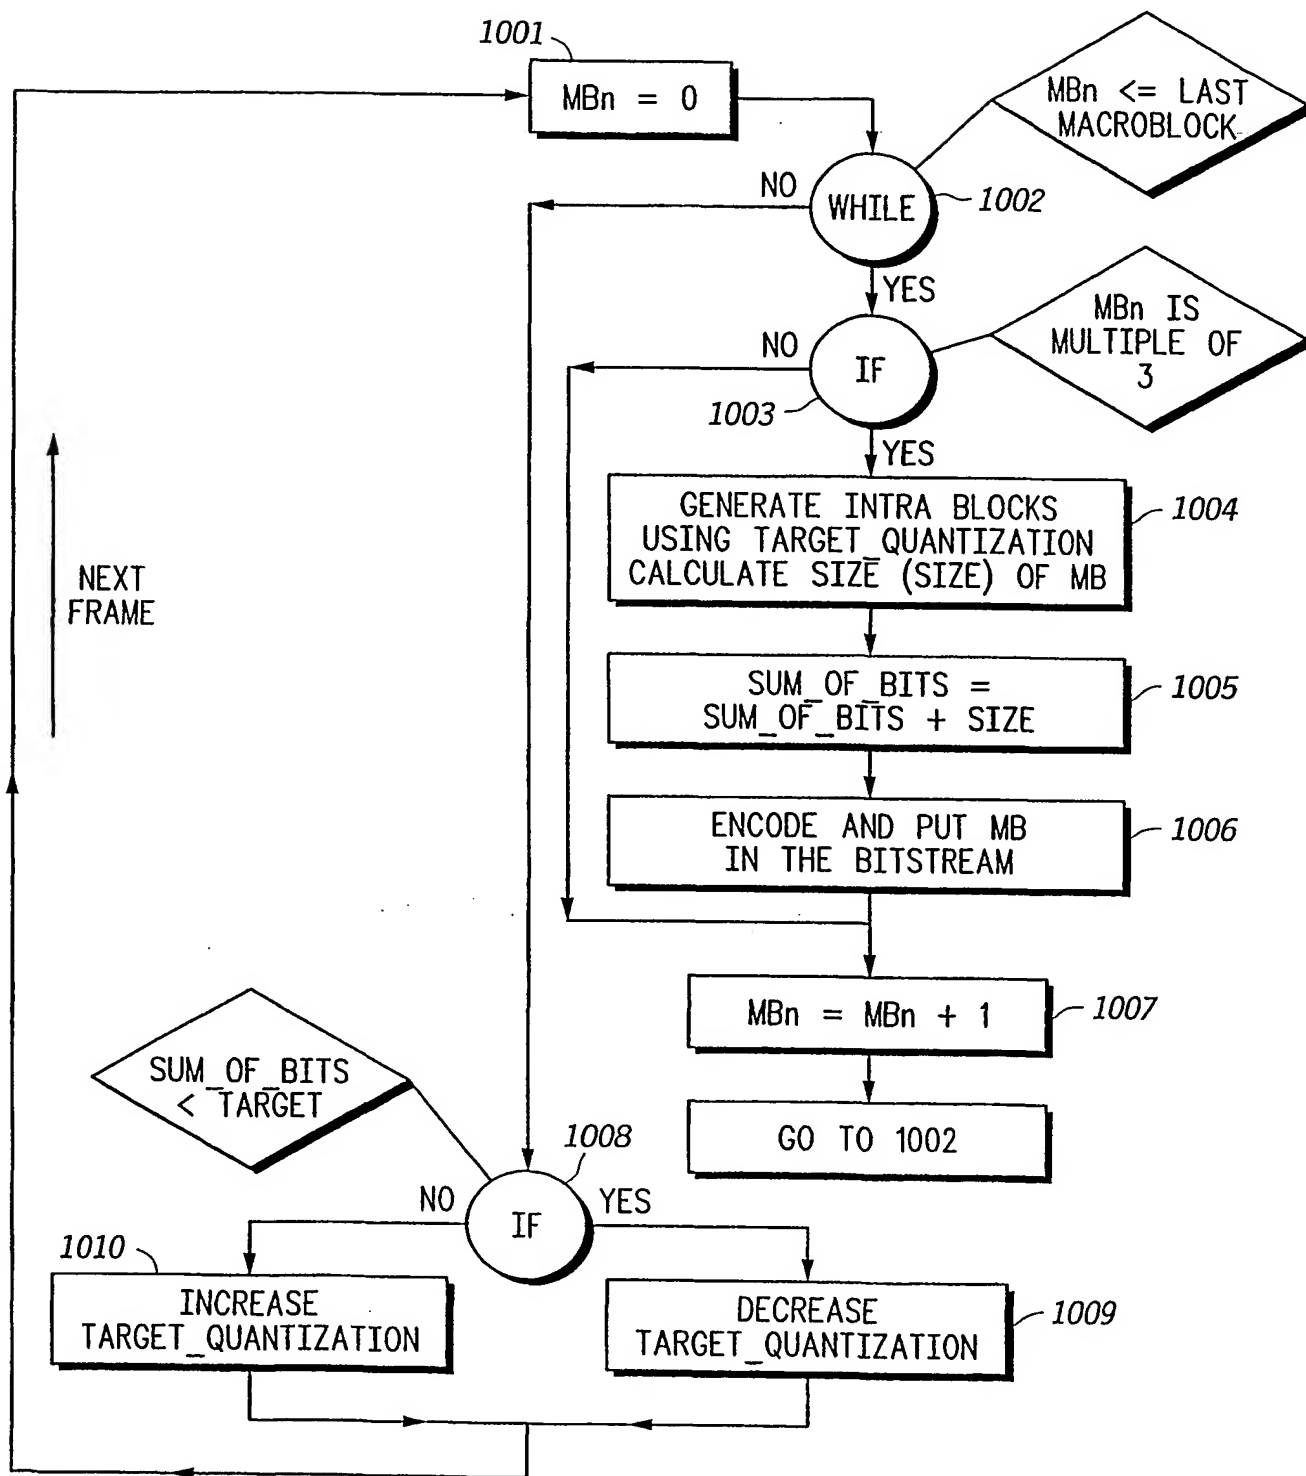 1001
MBn = 0
MBn <= LAST
MACROBLOCK
NO
WHILE
1002
YES
MBn IS
MULTIPLE OF
3
NO
IF
1003
YES
GENERATE INTRA BLOCKS
USING TARGET_QUANTIZATION
CALCULATE SIZE (SIZE) OF MB
1004
NEXT
FRAME
SUM_OF_BITS =
SUM_OF_BITS + SIZE
1005
ENCODE AND PUT MB
IN THE BITSTREAM
1006
MBn = MBn + 1
1007
SUM_OF_BITS
< TARGET
GO TO 1002
1008
NO
IF
YES
1010
INCREASE
TARGET_QUANTIZATION
DECREASE
TARGET_QUANTIZATION
1009